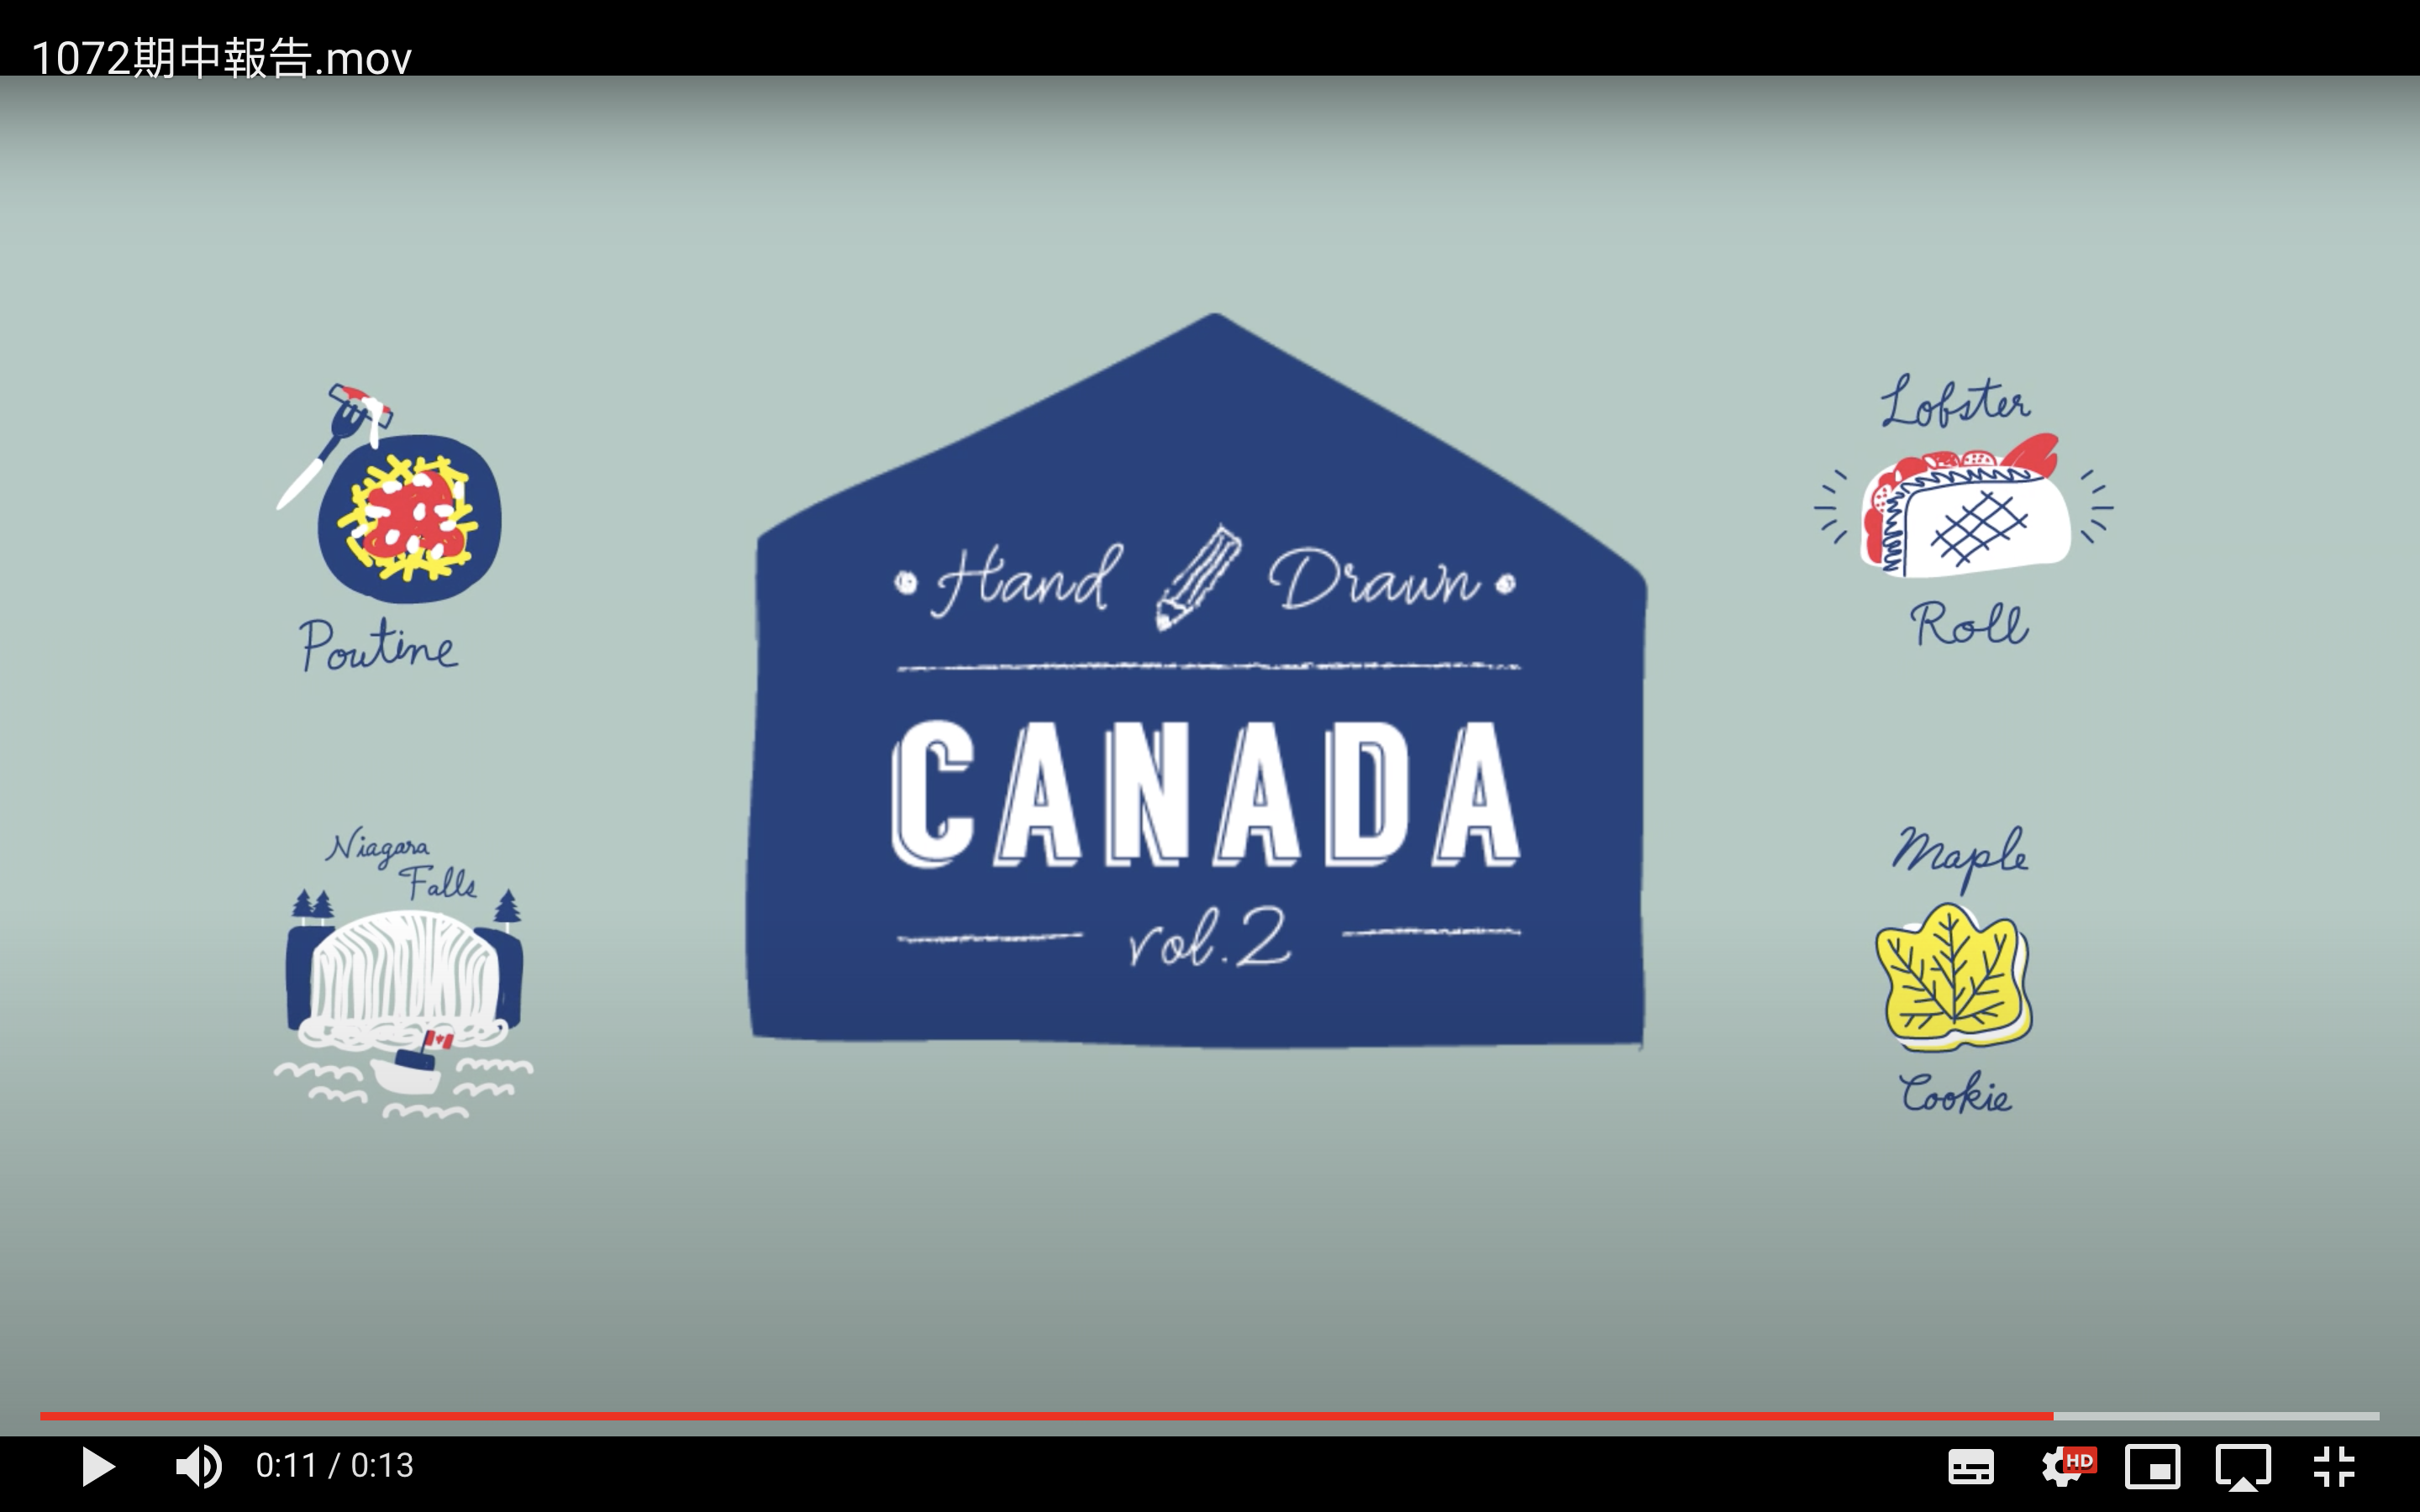 1072期中報告.mov
Poutine
Niagara
Falls
• Hand Drawn •
CANADA
vol.2
Lobster
Roll
Maple
Cookie
0:11 / 0:13
HD